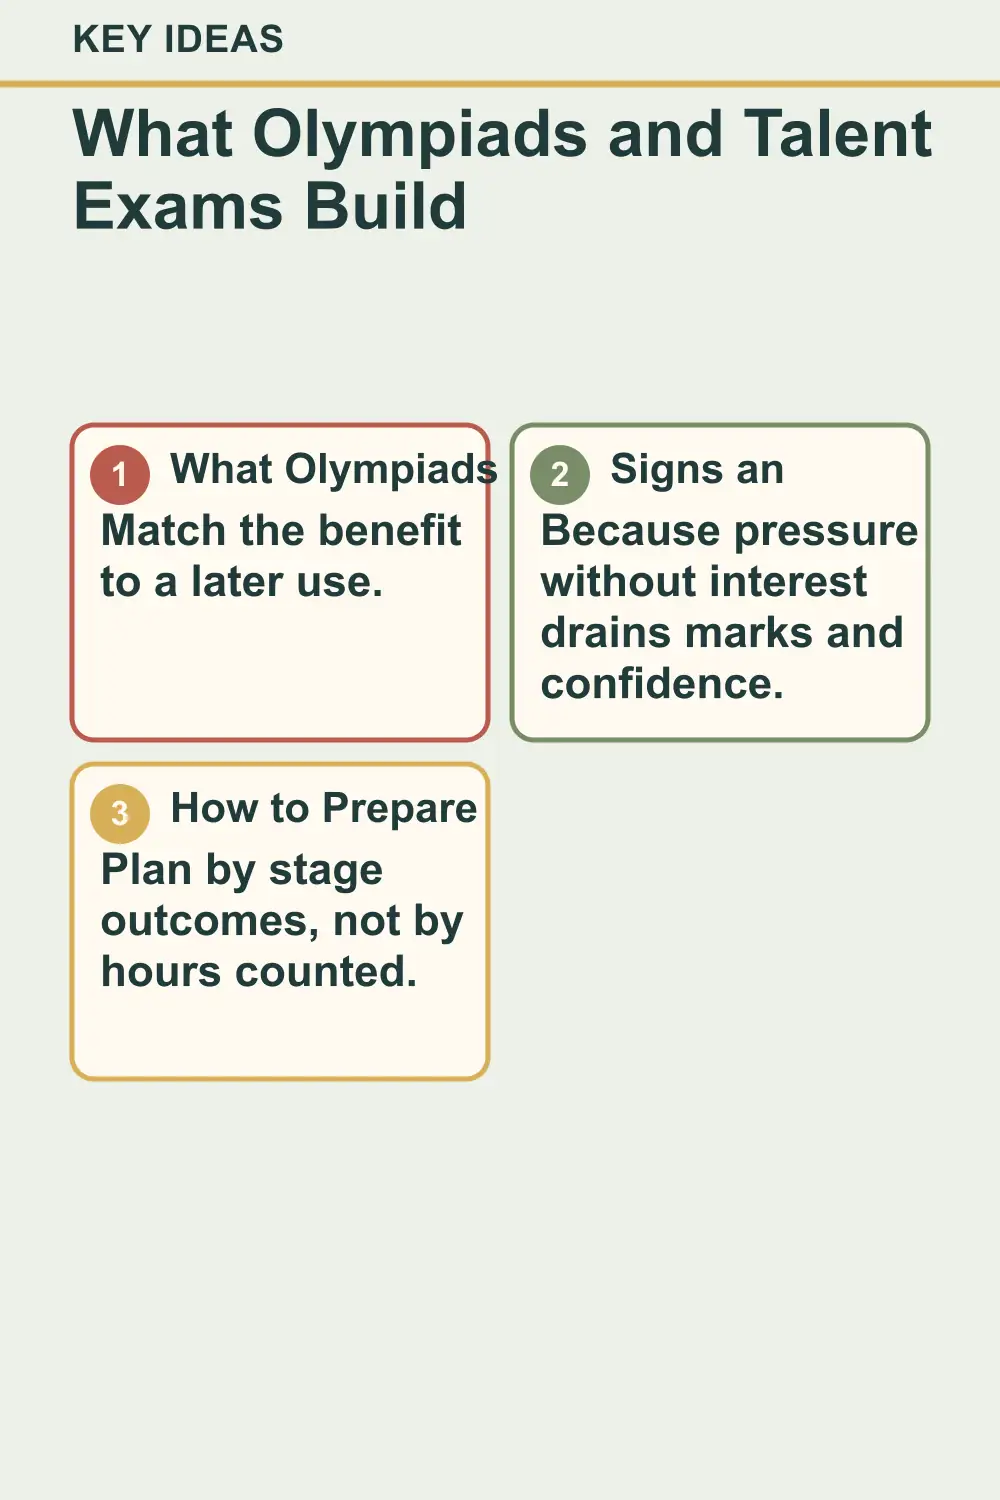 KEY IDEAS
What Olympiads and Talent
Exams Build
1 What Olympiads
Match the benefit
to a later use.
2 Signs an
Because pressure
without interest
drains marks and
confidence.
3 How to Prepare
Plan by stage
outcomes, not by
hours counted.